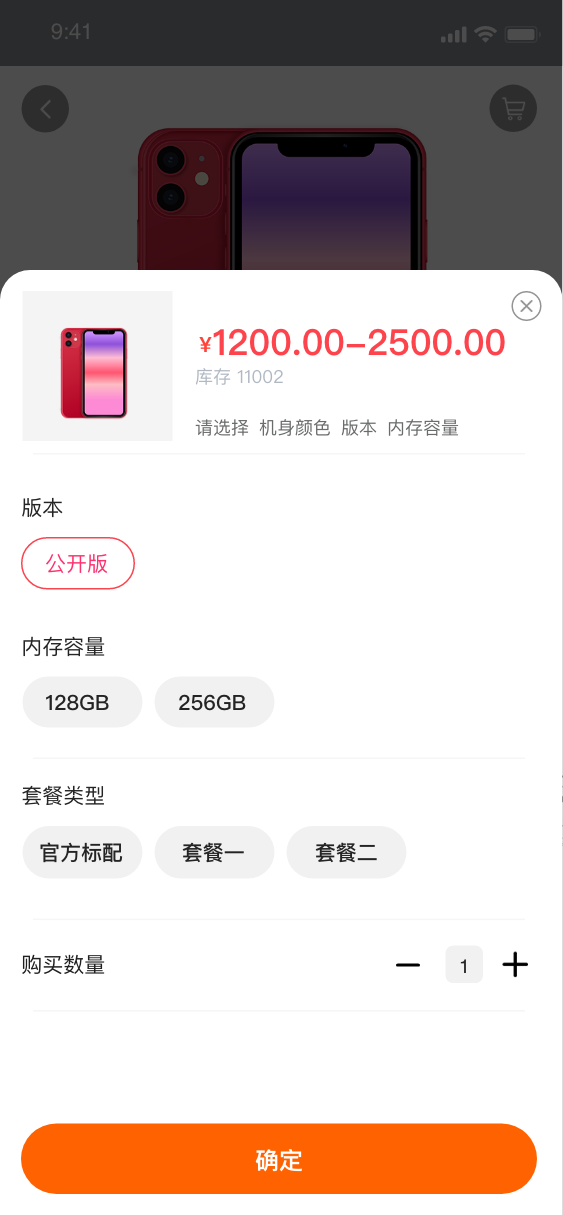 9:41
¥1200.00-2500.00
库存 11002
请选择 机身颜色 版本 内存容量
版本
公开版
内存容量
128GB 256GB
套餐类型
官方标配 套餐一 套餐二
购买数量 1
确定